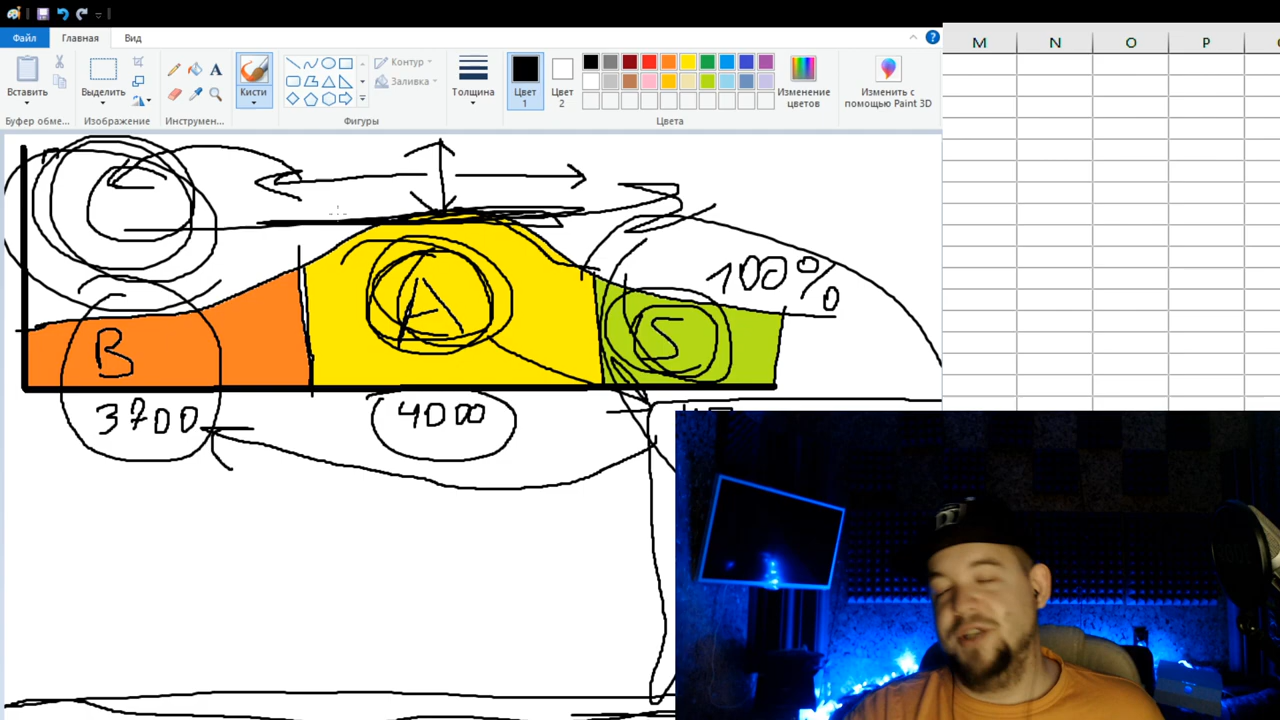 Файл Главная Вид
M N O P
Вставить Выделить Кисти Толщина Цвет 1 Цвет 2 Изменение цветов Изменить с помощью Paint 3D
Контур
Заливка
Буфер обме... Изображение Инструмен... Фигуры Цвета
100%
A
S
B
3700 4000